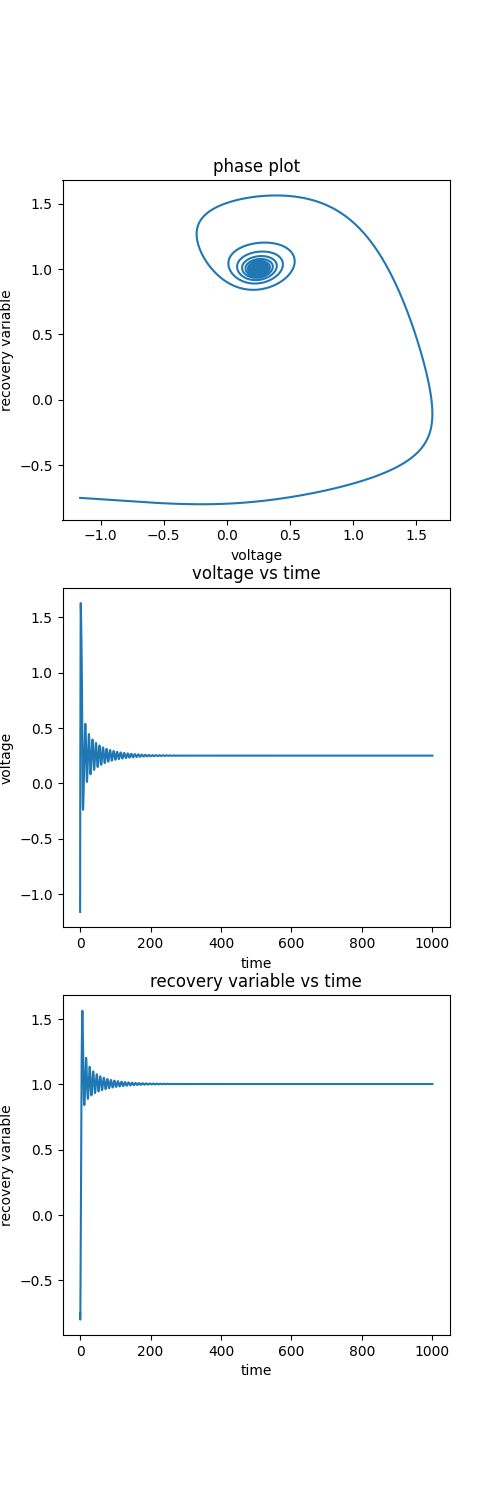 phase plot
1.5
1.0
0.5
0.0
−0.5
recovery variable
−1.0 −0.5 0.0 0.5 1.0 1.5
voltage
voltage vs time
1.5
1.0
0.5
0.0
−0.5
−1.0
voltage
0 200 400 600 800 1000
time
recovery variable vs time
1.5
1.0
0.5
0.0
−0.5
recovery variable
0 200 400 600 800 1000
time